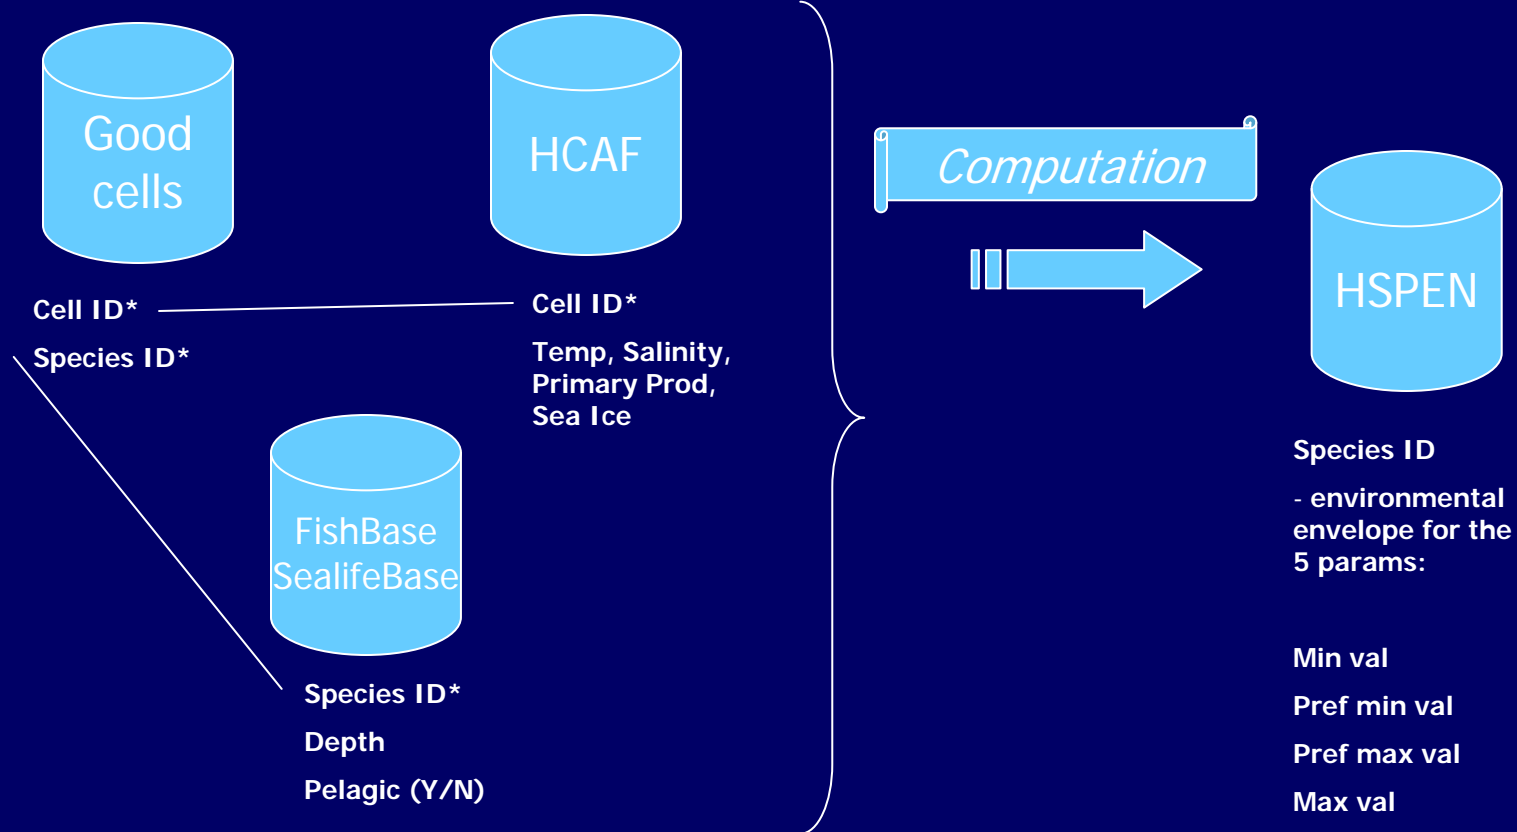 Good
cells
Cell ID*
Species ID*
HCAF
Cell ID*
Temp, Salinity,
Primary Prod,
Sea Ice
FishBase
SealifeBase
Species ID*
Depth
Pelagic (Y/N)
Computation
HSPEN
Species ID
- environmental
envelope for the
5 params:
Min val
Pref min val
Pref max val
Max val